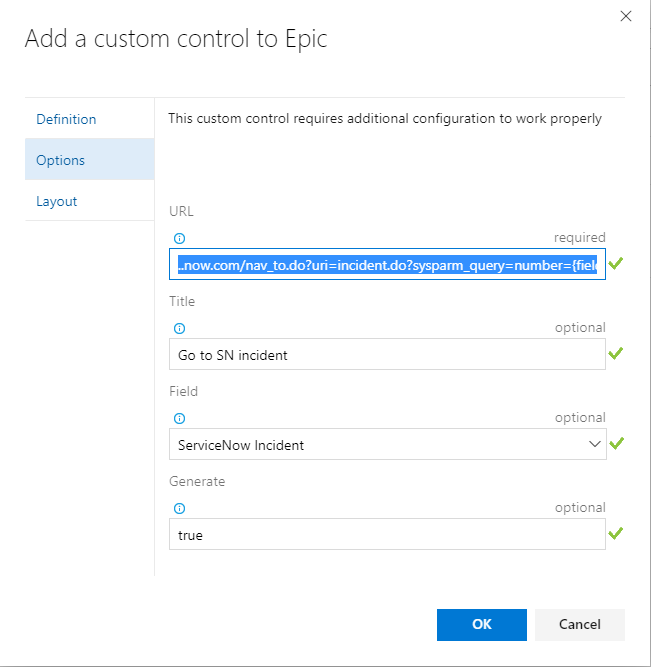 Add a custom control to Epic
Definition
Options
Layout
This custom control requires additional configuration to work properly
URL
required
..now.com/nav_to.do?uri=incident.do?sysparm_query=number={field
Title
optional
Go to SN incident
Field
optional
ServiceNow Incident
Generate
optional
true
OK
Cancel